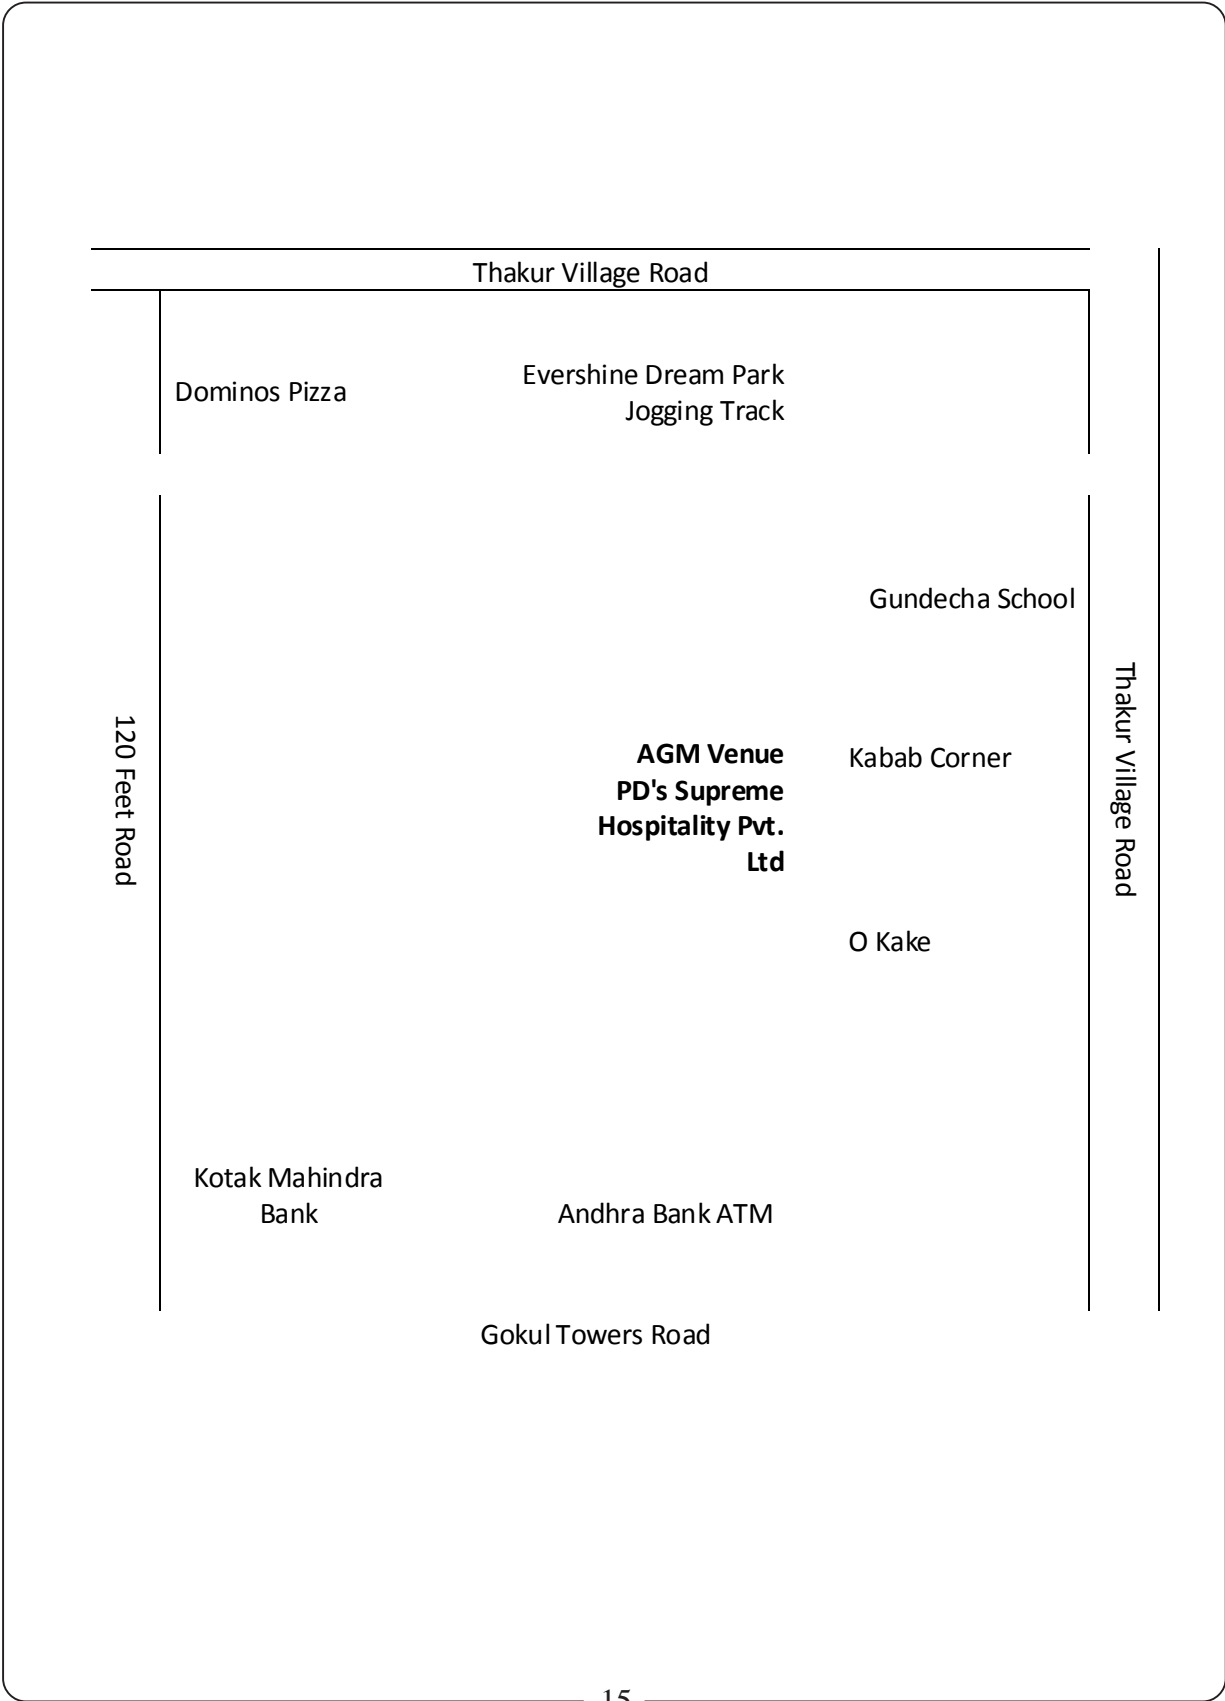 Thakur Village Road
Dominos Pizza
Evershine Dream Park
Jogging Track
Gundecha School
120 Feet Road
AGM Venue
PD's Supreme
Hospitality Pvt.
Ltd
Kabab Corner
Thakur Village Road
O Kake
Kotak Mahindra
Bank
Andhra Bank ATM
Gokul Towers Road
15